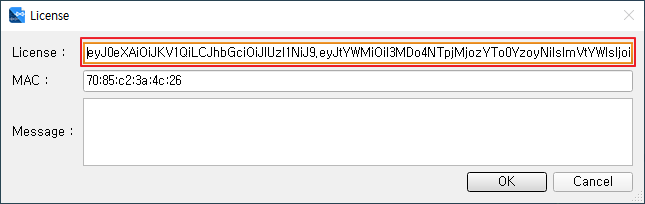 License
License : eyJ0eXAiOiJKV1QiLCJhbGciOiJIUzI1NiJ9.eyJtYWMiOiI3MDo4NTpjMjozYTo0YzoyNiIsImVtYWlsIjoi
MAC : 70:85:c2:3a:4c:26
Message :
OK Cancel